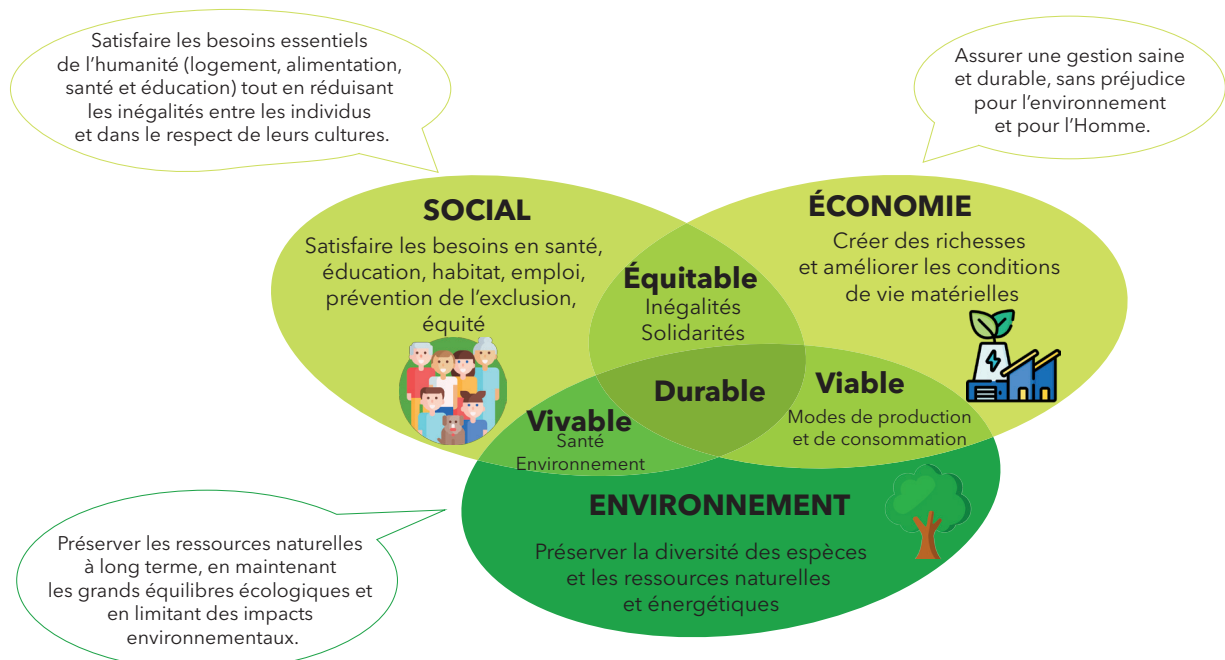 Satisfaire les besoins essentiels
de l’humanité (logement, alimentation,
santé et éducation) tout en réduisant
les inégalités entre les individus
et dans le respect de leurs cultures.
Assurer une gestion saine
et durable, sans préjudice
pour l’environnement
et pour l’Homme.
SOCIAL
Satisfaire les besoins en santé,
éducation, habitat, emploi,
prévention de l’exclusion,
équité
ÉCONOMIE
Créer des richesses
et améliorer les conditions
de vie matérielles
Équitable
Inégalités
Solidarités
Durable
Viable
Modes de production
et de consommation
Vivable
Santé
Environnement
ENVIRONNEMENT
Préserver la diversité des espèces
et les ressources naturelles
et énergétiques
Préserver les ressources naturelles
à long terme, en maintenant
les grands équilibres écologiques et
en limitant des impacts
environnementaux.